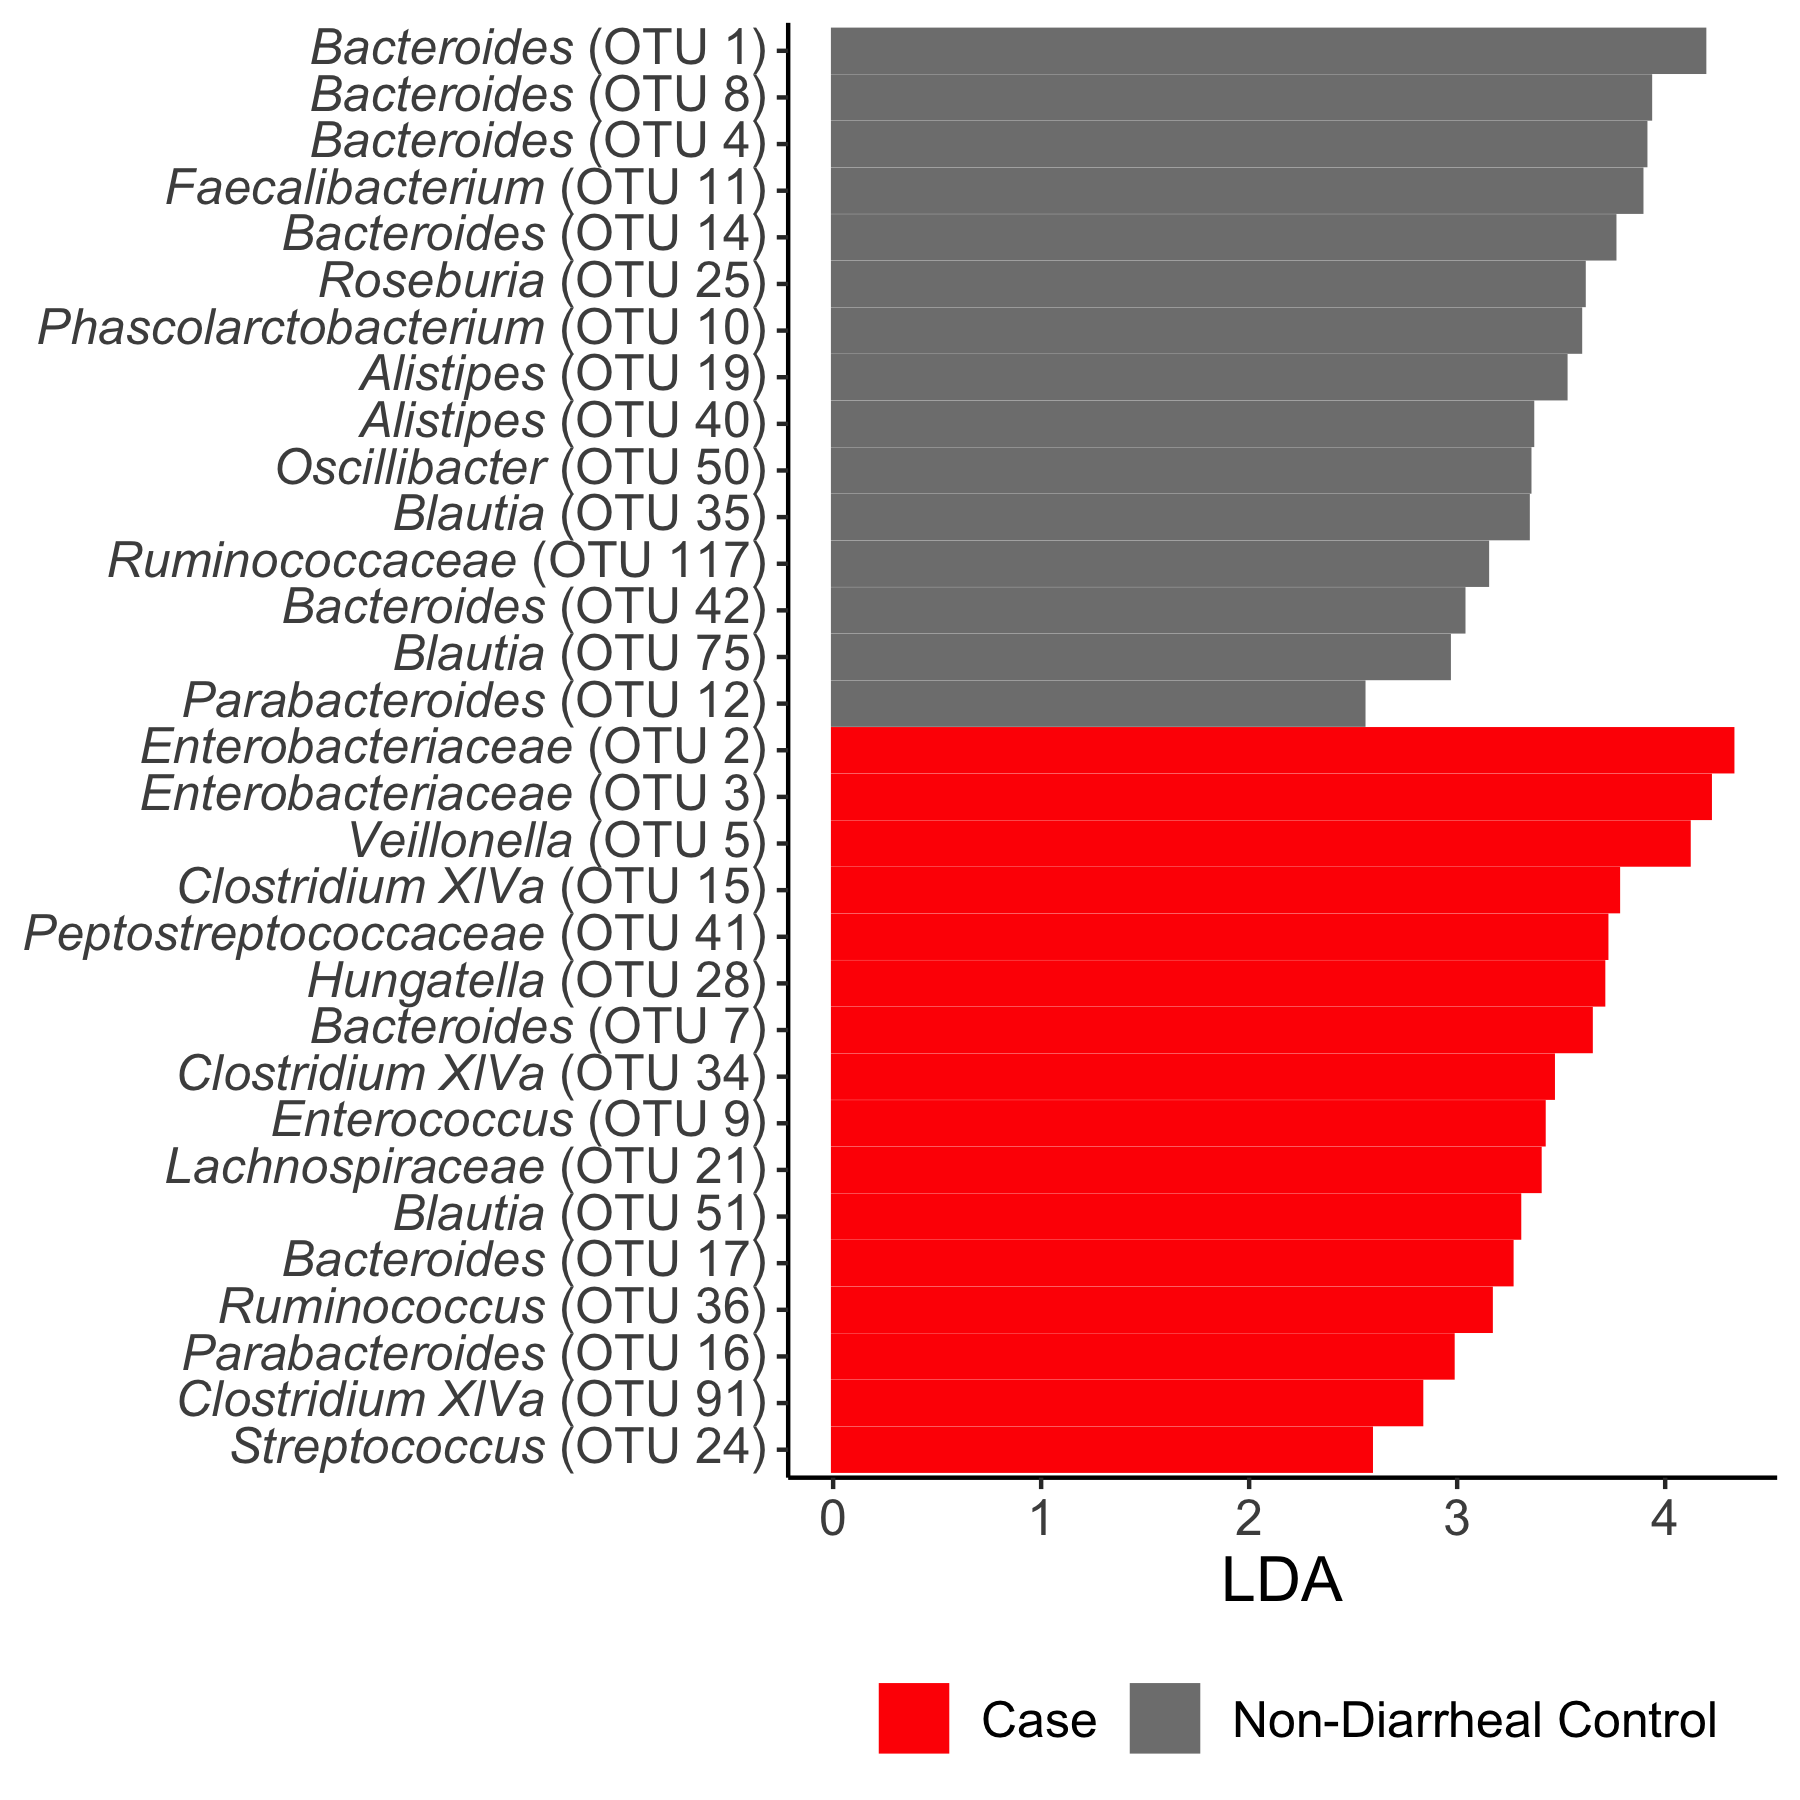 Bacteroides (OTU 1)
Bacteroides (OTU 8)
Bacteroides (OTU 4)
Faecalibacterium (OTU 11)
Bacteroides (OTU 14)
Roseburia (OTU 25)
Phascolarctobacterium (OTU 10)
Alistipes (OTU 19)
Alistipes (OTU 40)
Oscillibacter (OTU 50)
Blautia (OTU 35)
Ruminococcaceae (OTU 117)
Bacteroides (OTU 42)
Blautia (OTU 75)
Parabacteroides (OTU 12)
Enterobacteriaceae (OTU 2)
Enterobacteriaceae (OTU 3)
Veillonella (OTU 5)
Clostridium XlVa (OTU 15)
Peptostreptococcaceae (OTU 41)
Hungatella (OTU 28)
Bacteroides (OTU 7)
Clostridium XlVa (OTU 34)
Enterococcus (OTU 9)
Lachnospiraceae (OTU 21)
Blautia (OTU 51)
Bacteroides (OTU 17)
Ruminococcus (OTU 36)
Parabacteroides (OTU 16)
Clostridium XlVa (OTU 91)
Streptococcus (OTU 24)
0 1 2 3 4
LDA
Case Non-Diarrheal Control